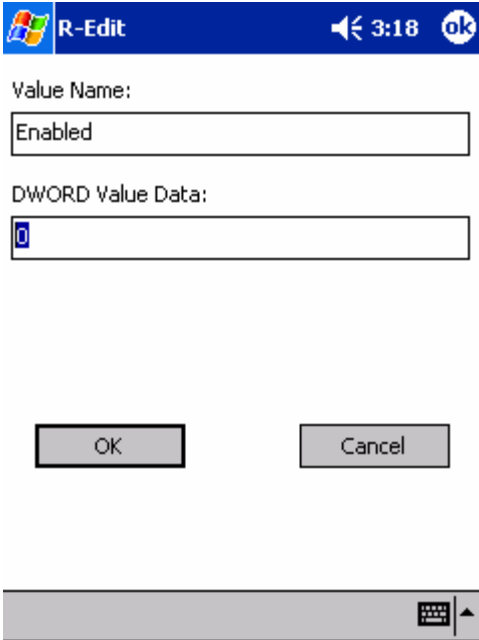 R-Edit 3:18 ok
Value Name:
Enabled
DWORD Value Data:
0
OK Cancel